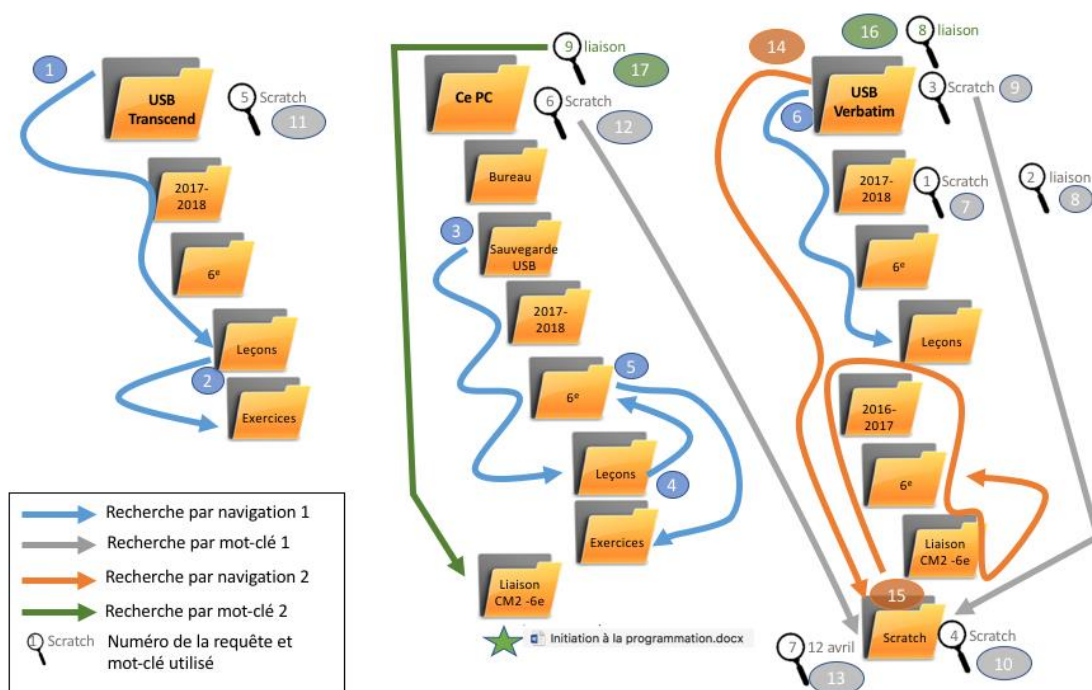 1
USB
Transcend
5
Scratch
11
2017-
2018
6e
Leçons
2
Exercices
9
liaison
17
Ce PC
6
Scratch
12
Bureau
3
Sauvegarde
USB
2017-
2018
5
6e
Leçons
4
Exercices
Liaison
CM2 -6e
Initiation à la programmation.docx
14
16
8
liaison
USB
Verbatim
3
Scratch
9
6
2017-
2018
1
Scratch
7
2
liaison
8
6e
Leçons
2016-
2017
6e
Liaison
CM2 -6e
15
Scratch
4
Scratch
10
7
12 avril
13
Recherche par navigation 1
Recherche par mot-clé 1
Recherche par navigation 2
Recherche par mot-clé 2
1
Scratch
Numéro de la requête et
mot-clé utilisé